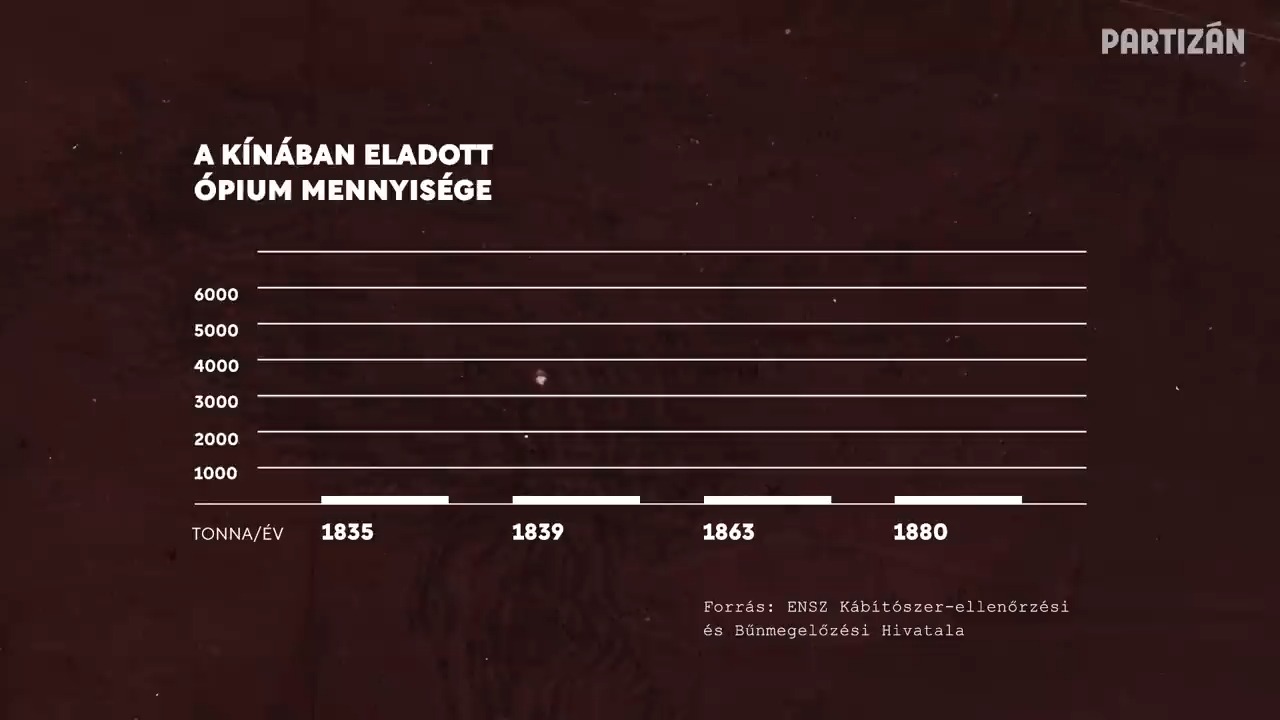 PARTIZÁN
A KÍNÁBAN ELADOTT
ÓPIUM MENNYISÉGE
6000
5000
4000
3000
2000
1000
TONNA/ÉV 1835 1839 1863 1880
Forrás: ENSZ Kábítószer-ellenőrzési
és Bűnmegelőzési Hivatala